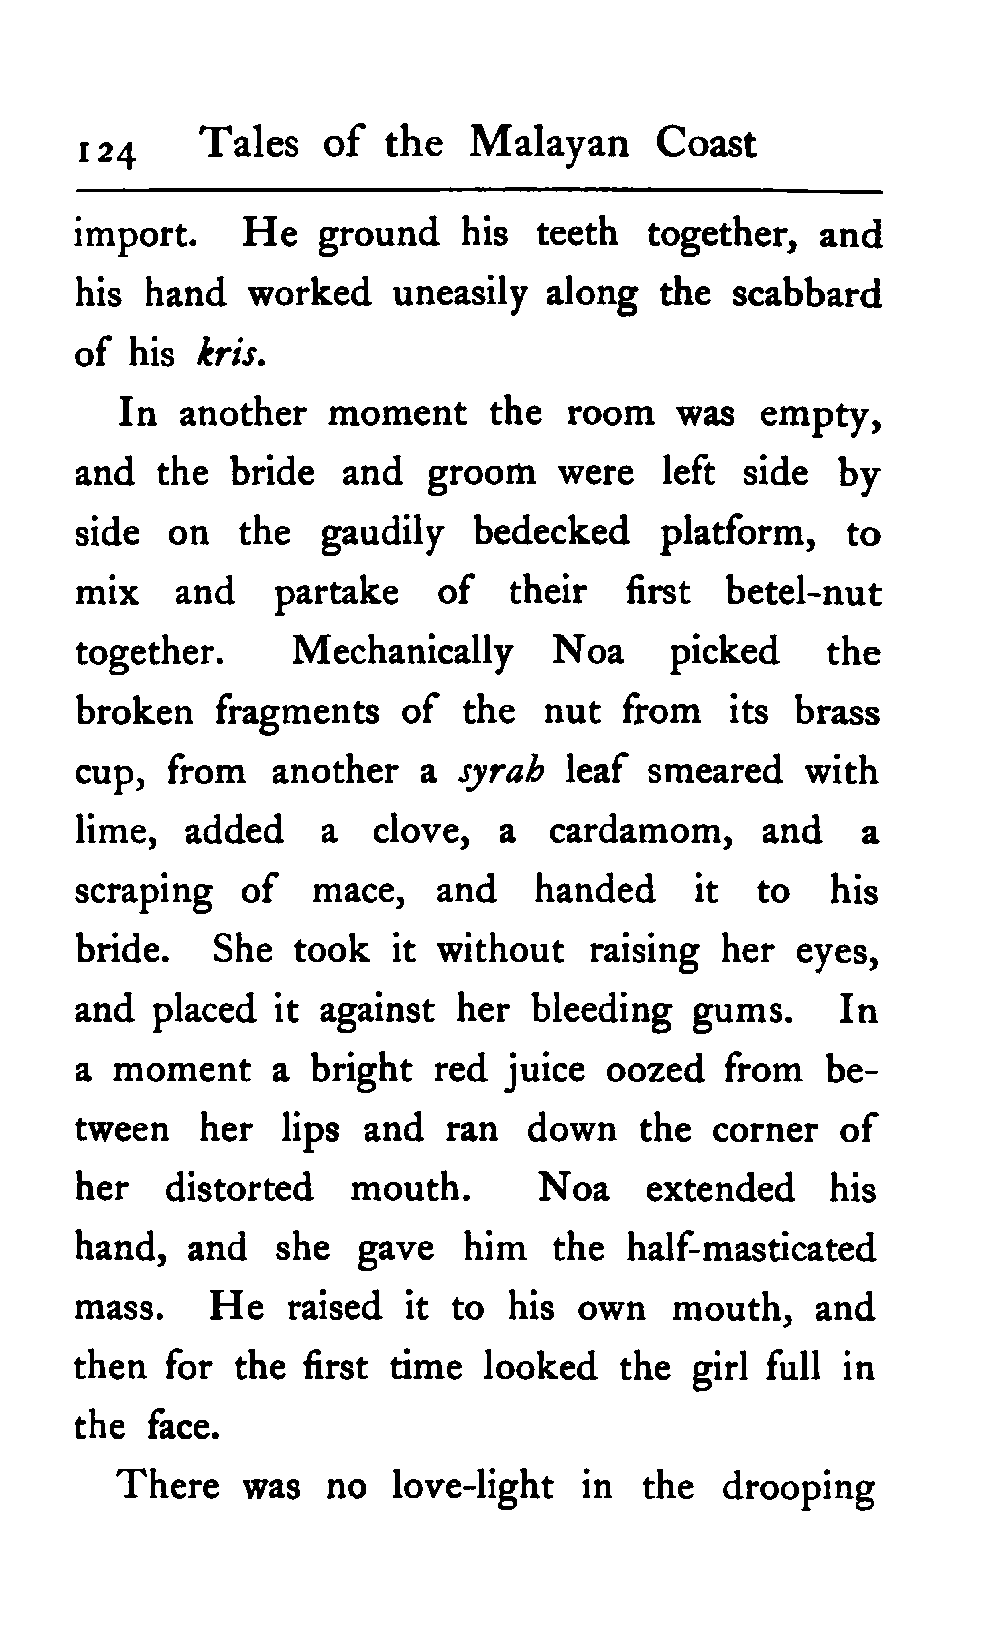 124 Tales of the Malayan Coast
import. He ground his teeth together, and
his hand worked uneasily along the scabbard
of his kris.
In another moment the room was empty,
and the bride and groom were left side by
side on the gaudily bedecked platform, to
mix and partake of their first betel-nut
together. Mechanically Noa picked the
broken fragments of the nut from its brass
cup, from another a syrah leaf smeared with
lime, added a clove, a cardamom, and a
scraping of mace, and handed it to his
bride. She took it without raising her eyes,
and placed it against her bleeding gums. In
a moment a bright red juice oozed from be-
tween her lips and ran down the corner of
her distorted mouth. Noa extended his
hand, and she gave him the half-masticated
mass. He raised it to his own mouth, and
then for the first time looked the girl full in
the face.
There was no love-light in the drooping